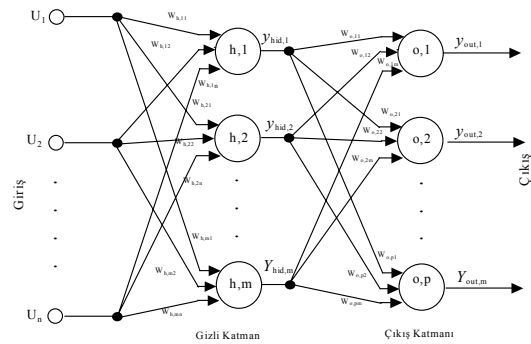 U1
Wh,11
h,1
yhid,1
Wo,11
o,1
yout,1
Wh,12
Wo,12
Wh,1n
Wo,1m
Wh,21
Wo,21
U2
Wh,22
h,2
yhid,2
Wo,22
o,2
yout,2
Wh,2n
Wo,2m
Giriş
Çıkış
Wh,m1
Wo,p1
Wh,m2
h,m
Yhid,m
Wo,p2
o,p
Yout,m
Un
Wh,mn
Wo,pm
Gizli Katman
Çıkış Katmanı